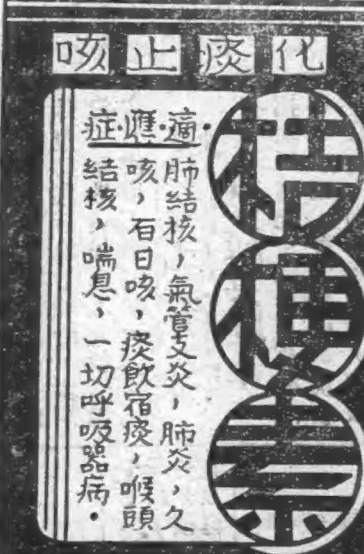 化痰止咳
桔梗素
適·應·症
肺結核，氣管支炎，肺炎，久
咳，百日咳，痰飲宿痰，喉頭
結核，喘息，一切呼吸器病。